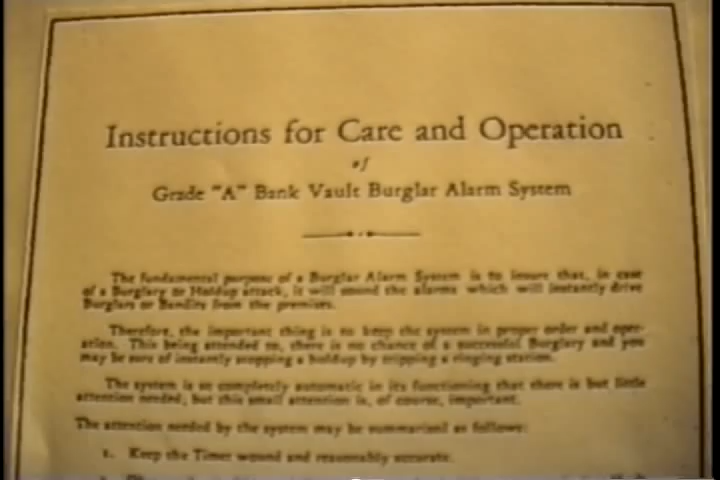 Instructions for Care and Operation
of
Grade "A" Bank Vault Burglar Alarm System
The fundamental purpose of a Burglar Alarm System is to insure that, in case
of a Burglary or Holdup attack, it will sound the alarms which will instantly drive
Burglars or Bandits from the premises.
Therefore, the important thing is to keep the system in proper order and oper-
ation. This being attended to, there is no chance of a successful Burglary and you
may be sure of instantly stopping a holdup by tripping a ringing station.
The system is so completely automatic in its functioning that there is but little
attention needed; but this small attention is, of course, important.
The attention needed by the system may be summarized as follows:
1. Keep the Timer wound and reasonably accurate.